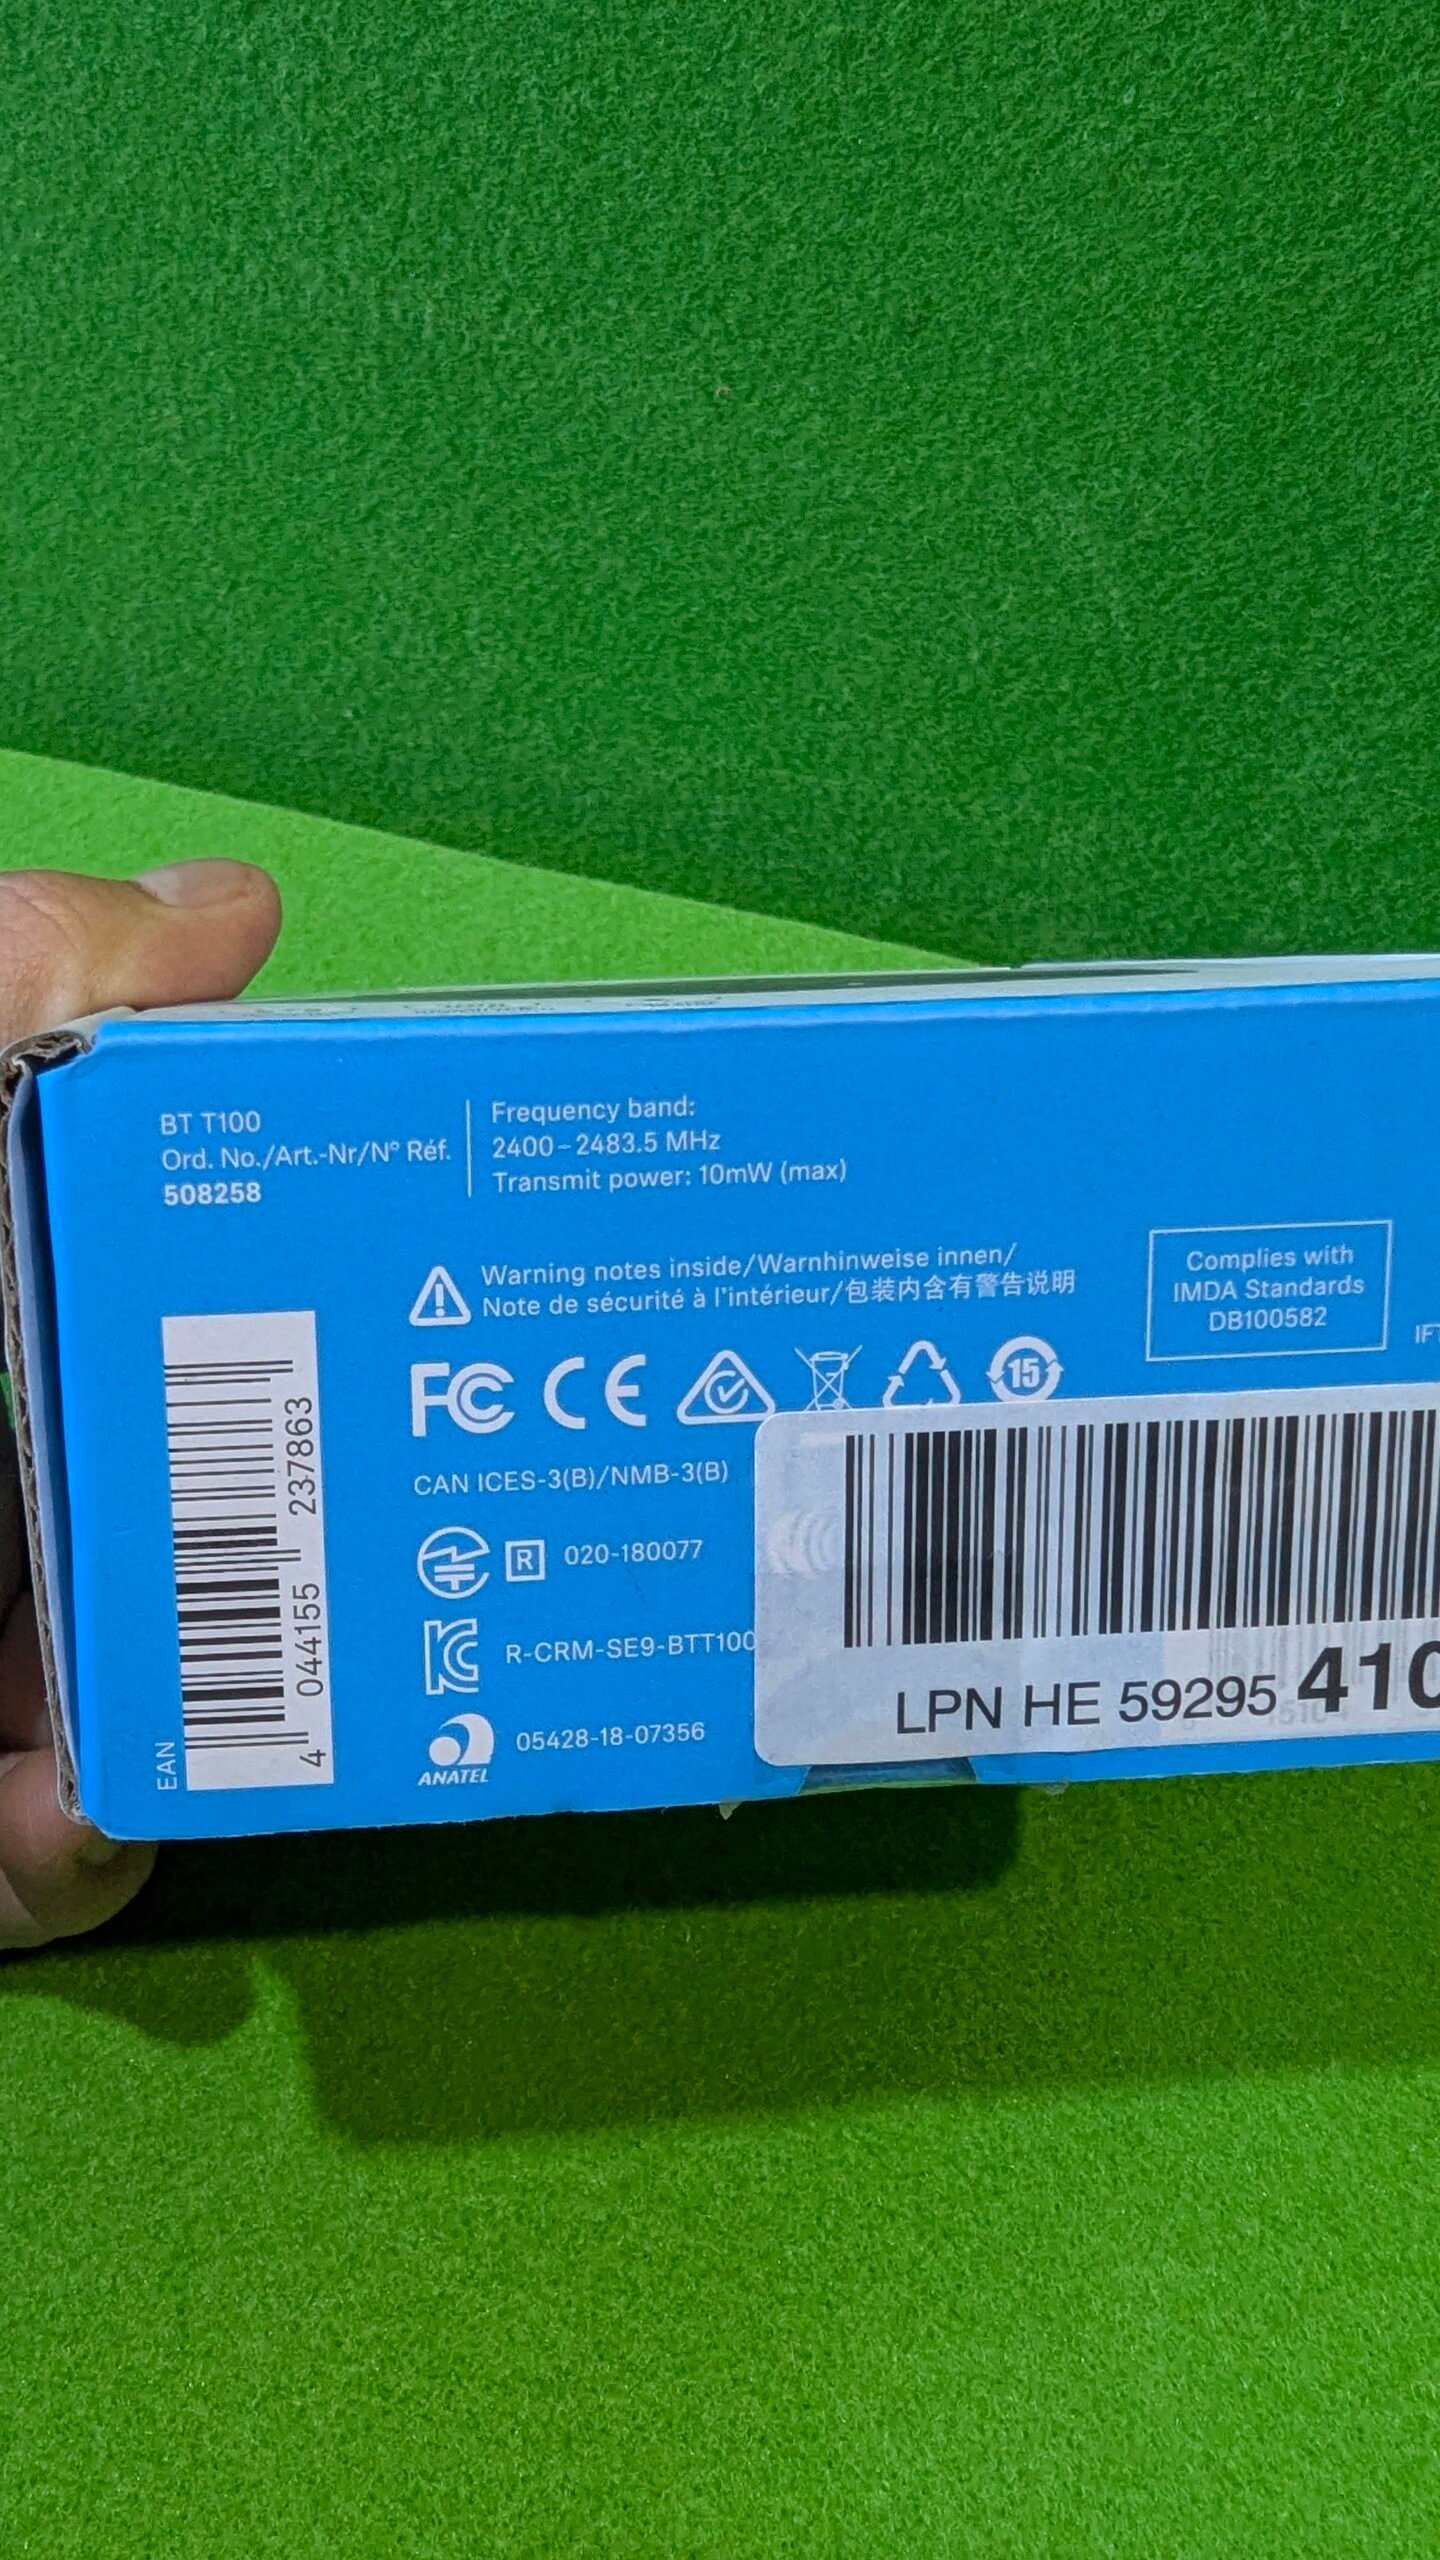 BT T100
Ord. No./Art.-Nr/N° Réf.
508258
Frequency band:
2400–2483.5 MHz
Transmit power: 10mW (max)
Warning notes inside/Warnhinweise innen/
Note de sécurité à l'intérieur/包装内含有警告说明
Complies with
IMDA Standards
DB100582
FC CE
15
CAN ICES-3(B)/NMB-3(B)
R 020-180077
R-CRM-SE9-BTT100
ANATEL
05428-18-07356
EAN
4 044155 237863
LPN HE 59295 410